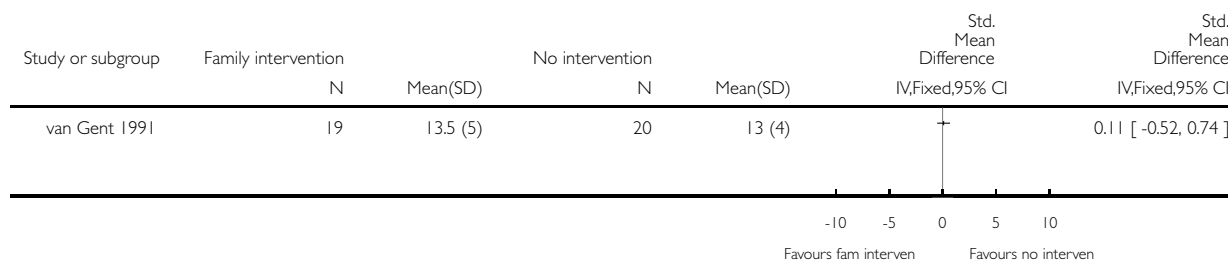 Std.
Mean
Difference
Std.
Mean
Difference
Study or subgroup Family intervention No intervention
N Mean(SD) N Mean(SD) IV,Fixed,95% CI IV,Fixed,95% CI
van Gent 1991 19 13.5 (5) 20 13 (4) 0.11 [ -0.52, 0.74 ]
-10 -5 0 5 10
Favours fam interven Favours no interven